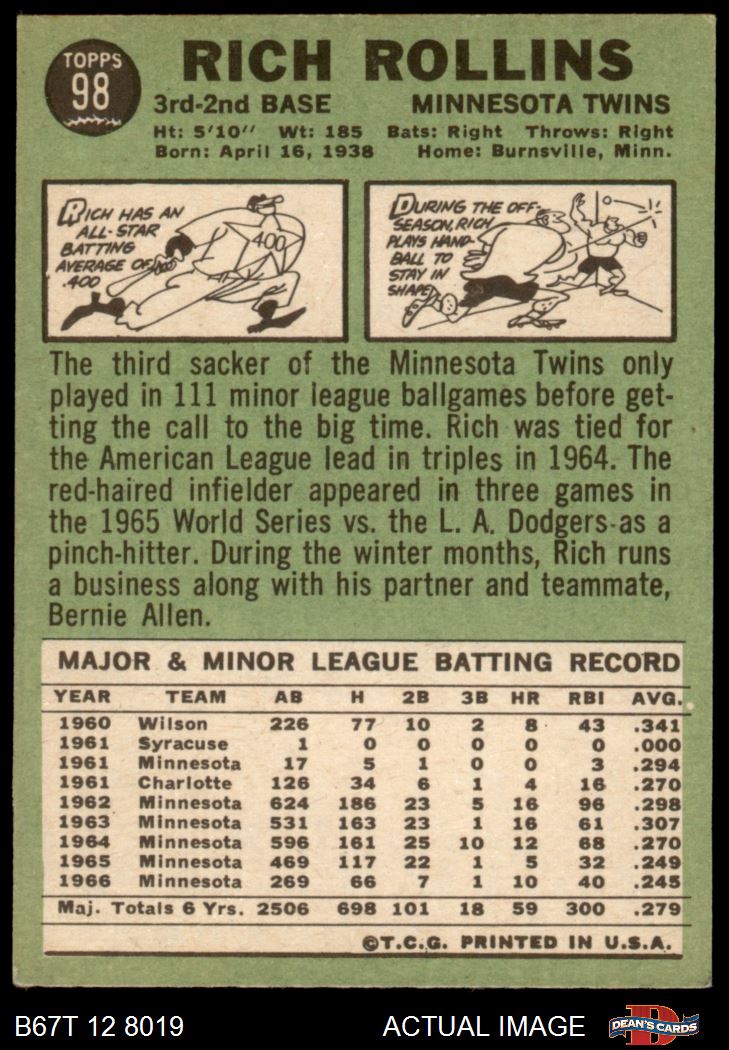 TOPPS
98
RICH ROLLINS
3rd-2nd BASE MINNESOTA TWINS
Ht: 5'10" Wt: 185 Bats: Right Throws: Right
Born: April 16, 1938 Home: Burnsville, Minn.
RICH HAS AN
ALL-STAR
BATTING
AVERAGE OF
.400
400
DURING THE OFF-
SEASON, RICH
PLAYS HAND-
BALL TO
STAY IN
SHAPE
The third sacker of the Minnesota Twins only
played in 111 minor league ballgames before get-
ting the call to the big time. Rich was tied for
the American League lead in triples in 1964. The
red-haired infielder appeared in three games in
the 1965 World Series vs. the L. A. Dodgers as a
pinch-hitter. During the winter months, Rich runs
a business along with his partner and teammate,
Bernie Allen.
MAJOR & MINOR LEAGUE BATTING RECORD
YEAR TEAM AB H 2B 3B HR RBI AVG.
1960 Wilson 226 77 10 2 8 43 .341
1961 Syracuse 1 0 0 0 0 0 .000
1961 Minnesota 17 5 1 0 0 3 .294
1961 Charlotte 126 34 6 1 4 16 .270
1962 Minnesota 624 186 23 5 16 96 .298
1963 Minnesota 531 163 23 1 16 61 .307
1964 Minnesota 596 161 25 10 12 68 .270
1965 Minnesota 469 117 22 1 5 32 .249
1966 Minnesota 269 66 7 1 10 40 .245
Maj. Totals 6 Yrs. 2506 698 101 18 59 300 .279
©T.C.G. PRINTED IN U.S.A.
B67T 12 8019 ACTUAL IMAGE DEAN'S CARDS